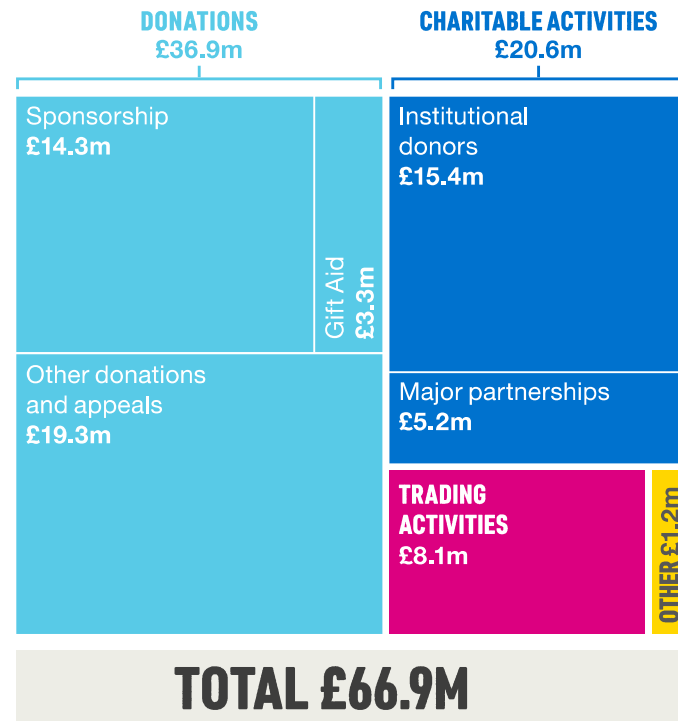 DONATIONS
£36.9m
CHARITABLE ACTIVITIES
£20.6m
Sponsorship
£14.3m
Gift Aid
£3.3m
Other donations
and appeals
£19.3m
Institutional
donors
£15.4m
Major partnerships
£5.2m
TRADING
ACTIVITIES
£8.1m
OTHER £1.2m
TOTAL £66.9M